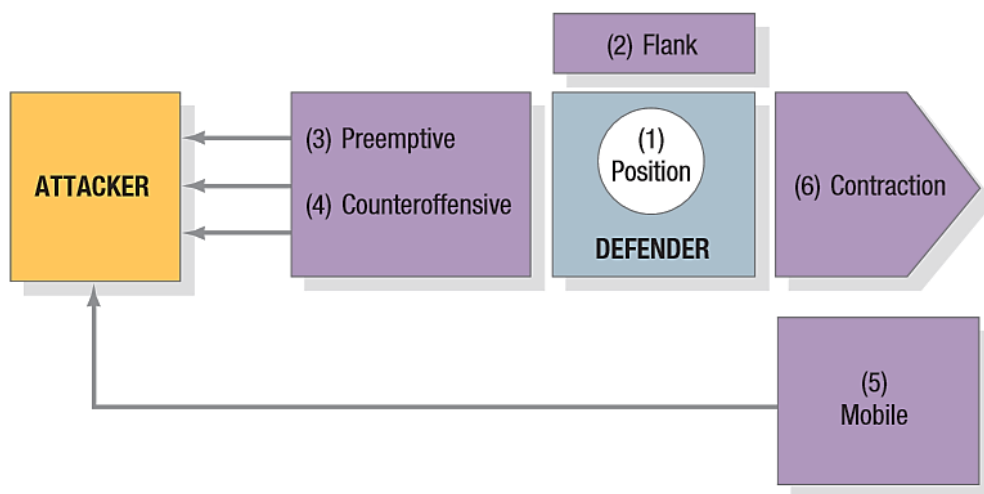 (2) Flank
ATTACKER
(3) Preemptive
(4) Counteroffensive
(1)
Position
DEFENDER
(6) Contraction
(5)
Mobile